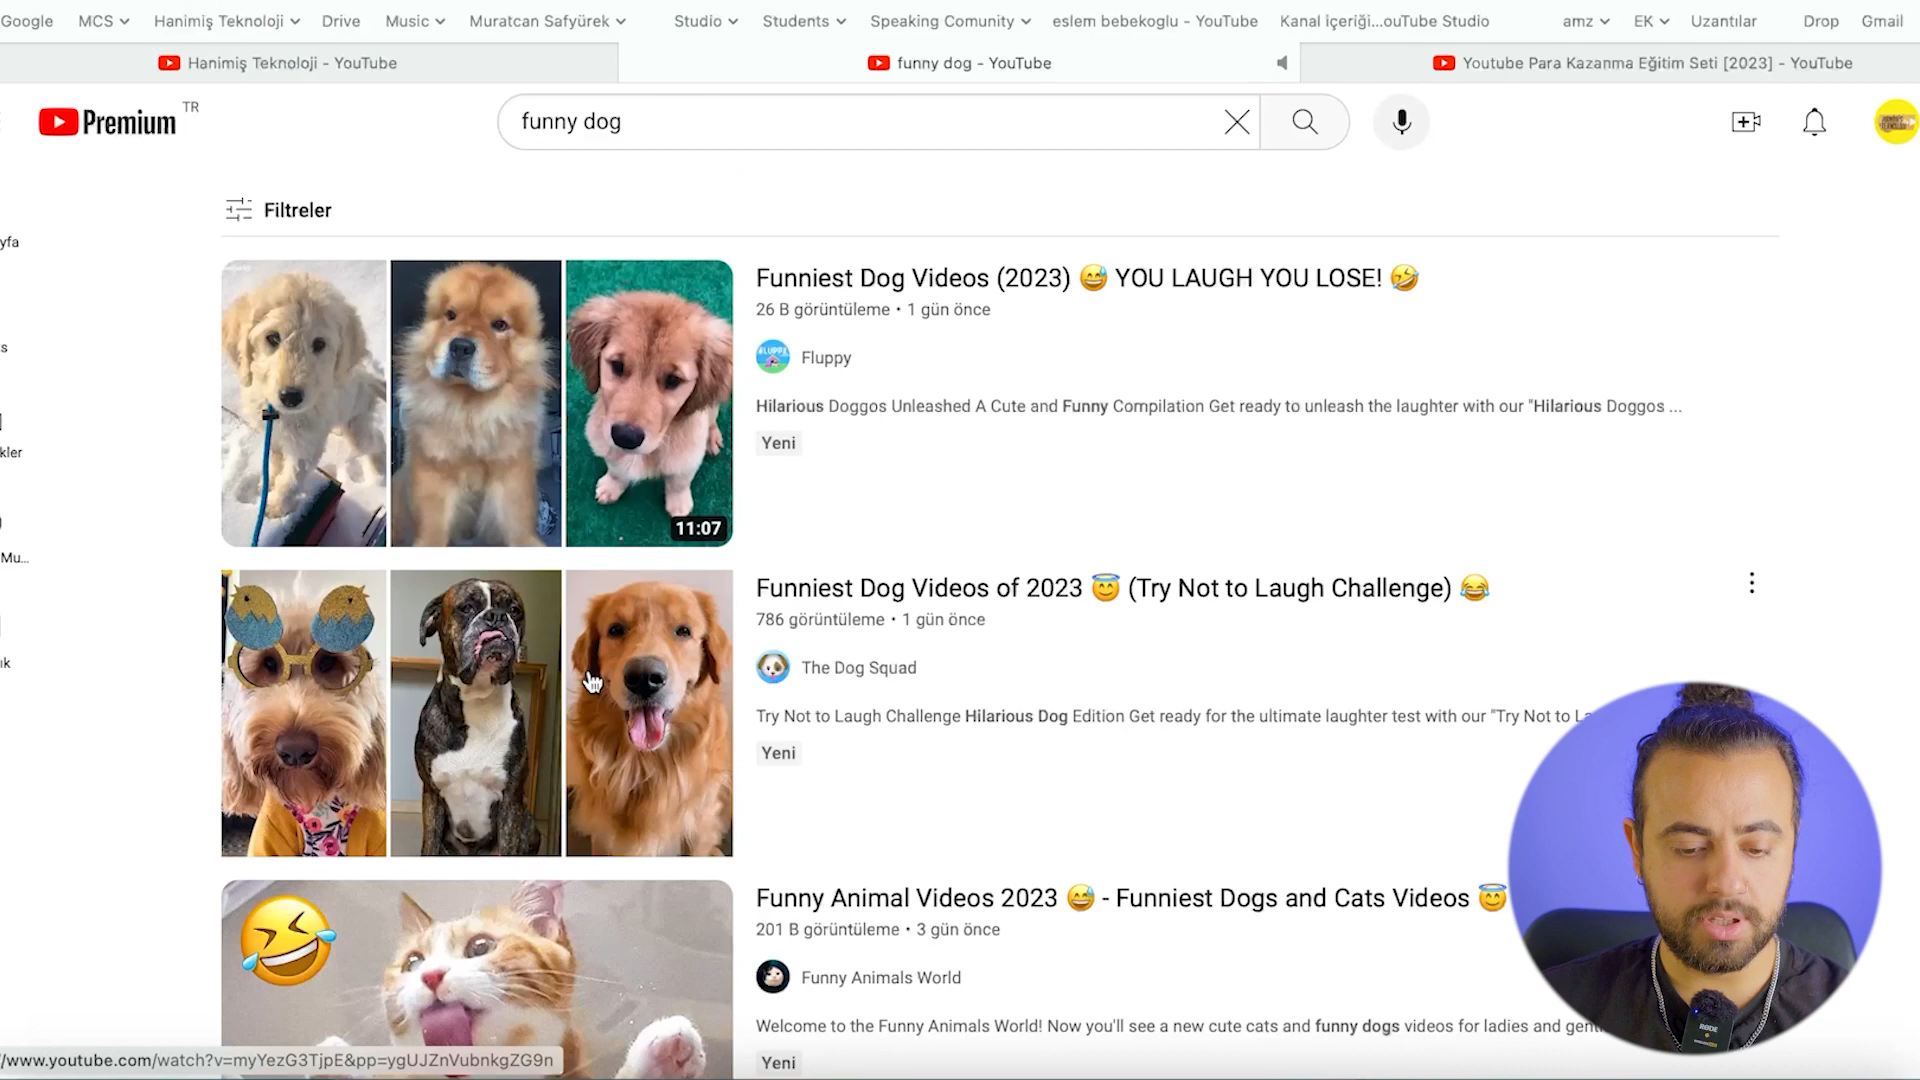 Google MCS Hanimiş Teknoloji Drive Music Muratcan Safyürek Studio Students Speaking Comunity eslem bebekoglu - YouTube Kanal içeriği...ouTube Studio amz EK Uzantılar Drop Gmail
Hanimiş Teknoloji - YouTube
funny dog - YouTube
Youtube Para Kazanma Eğitim Seti [2023] - YouTube
Premium TR
funny dog
Filtreler
yfa
s
kler
Mu...
ık
11:07
Funniest Dog Videos (2023) 😅 YOU LAUGH YOU LOSE! 🤣
26 B görüntüleme • 1 gün önce
Fluppy
Hilarious Doggos Unleashed A Cute and Funny Compilation Get ready to unleash the laughter with our "Hilarious Doggos ...
Yeni
Funniest Dog Videos of 2023 😇 (Try Not to Laugh Challenge) 😂
786 görüntüleme • 1 gün önce
The Dog Squad
Try Not to Laugh Challenge Hilarious Dog Edition Get ready for the ultimate laughter test with our "Try Not to La
Yeni
Funny Animal Videos 2023 😅 - Funniest Dogs and Cats Videos 😇
201 B görüntüleme • 3 gün önce
Funny Animals World
Welcome to the Funny Animals World! Now you'll see a new cute cats and funny dogs videos for ladies and gent
Yeni
/www.youtube.com/watch?v=myYezG3TjpE&pp=ygUJZnVubnkgZG9n
RØDE